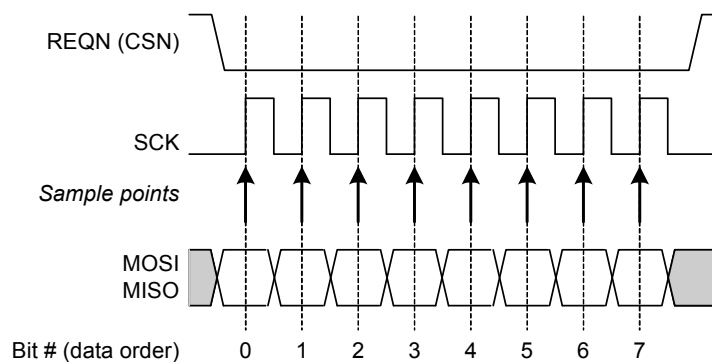 REQN (CSN)
SCK
Sample points
MOSI
MISO
Bit # (data order) 0 1 2 3 4 5 6 7